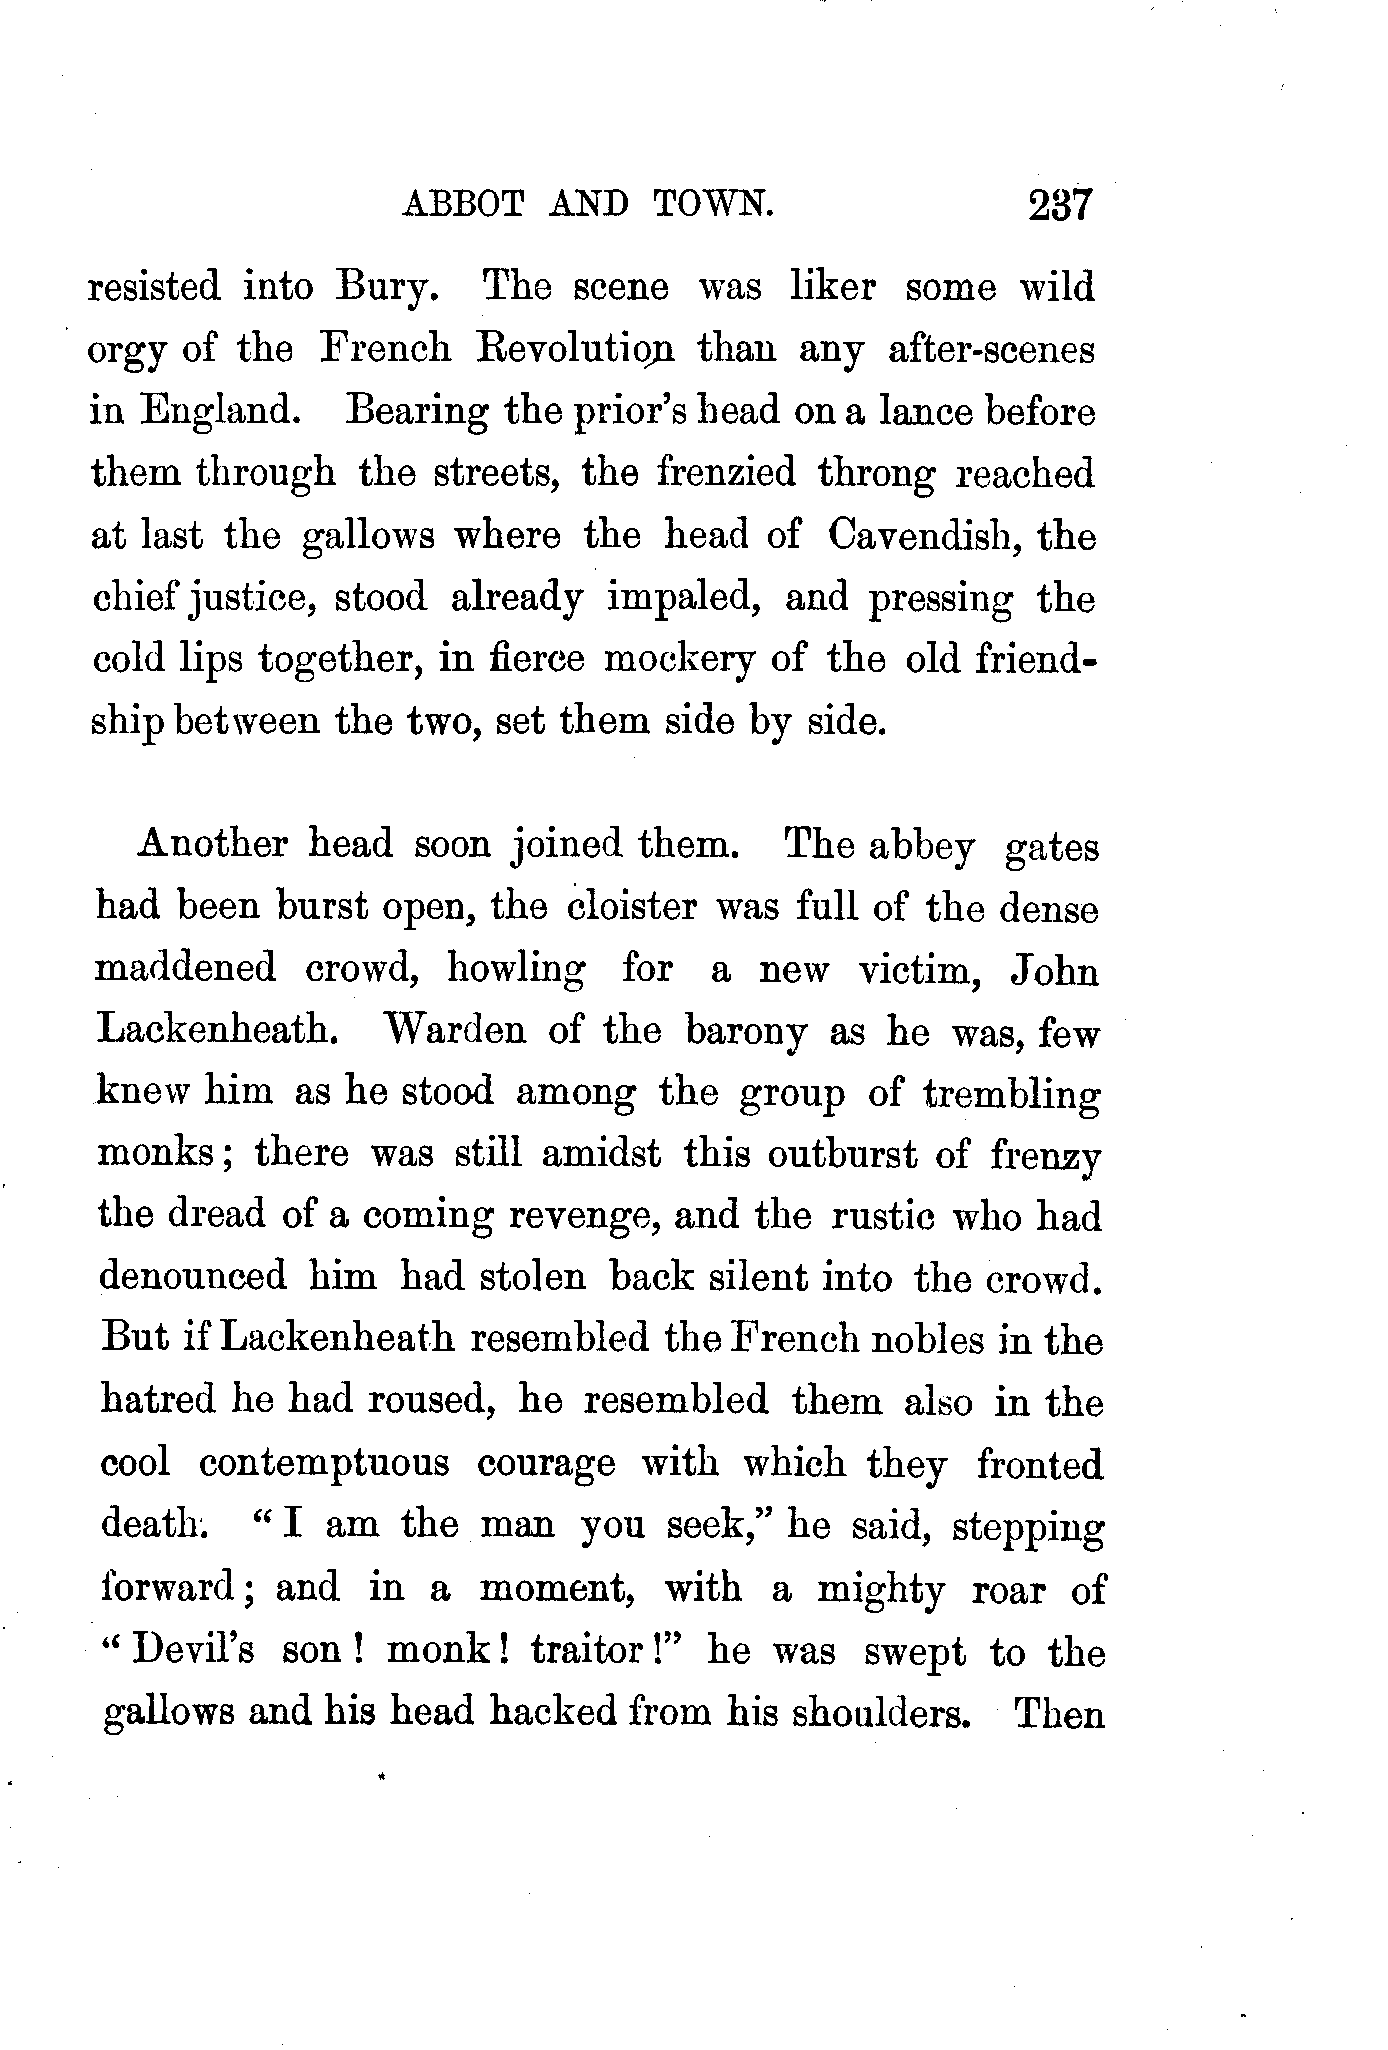 ABBOT AND TOWN. 237
resisted into Bury. The scene was liker some wild
orgy of the French Revolution than any after-scenes
in England. Bearing the prior's head on a lance before
them through the streets, the frenzied throng reached
at last the gallows where the head of Cavendish, the
chief justice, stood already impaled, and pressing the
cold lips together, in fierce mockery of the old friend-
ship between the two, set them side by side.
Another head soon joined them. The abbey gates
had been burst open, the cloister was full of the dense
maddened crowd, howling for a new victim, John
Lackenheath. Warden of the barony as he was, few
knew him as he stood among the group of trembling
monks; there was still amidst this outburst of frenzy
the dread of a coming revenge, and the rustic who had
denounced him had stolen back silent into the crowd.
But if Lackenheath resembled the French nobles in the
hatred he had roused, he resembled them also in the
cool contemptuous courage with which they fronted
death. "I am the man you seek," he said, stepping
forward; and in a moment, with a mighty roar of
"Devil's son! monk! traitor!" he was swept to the
gallows and his head hacked from his shoulders. Then